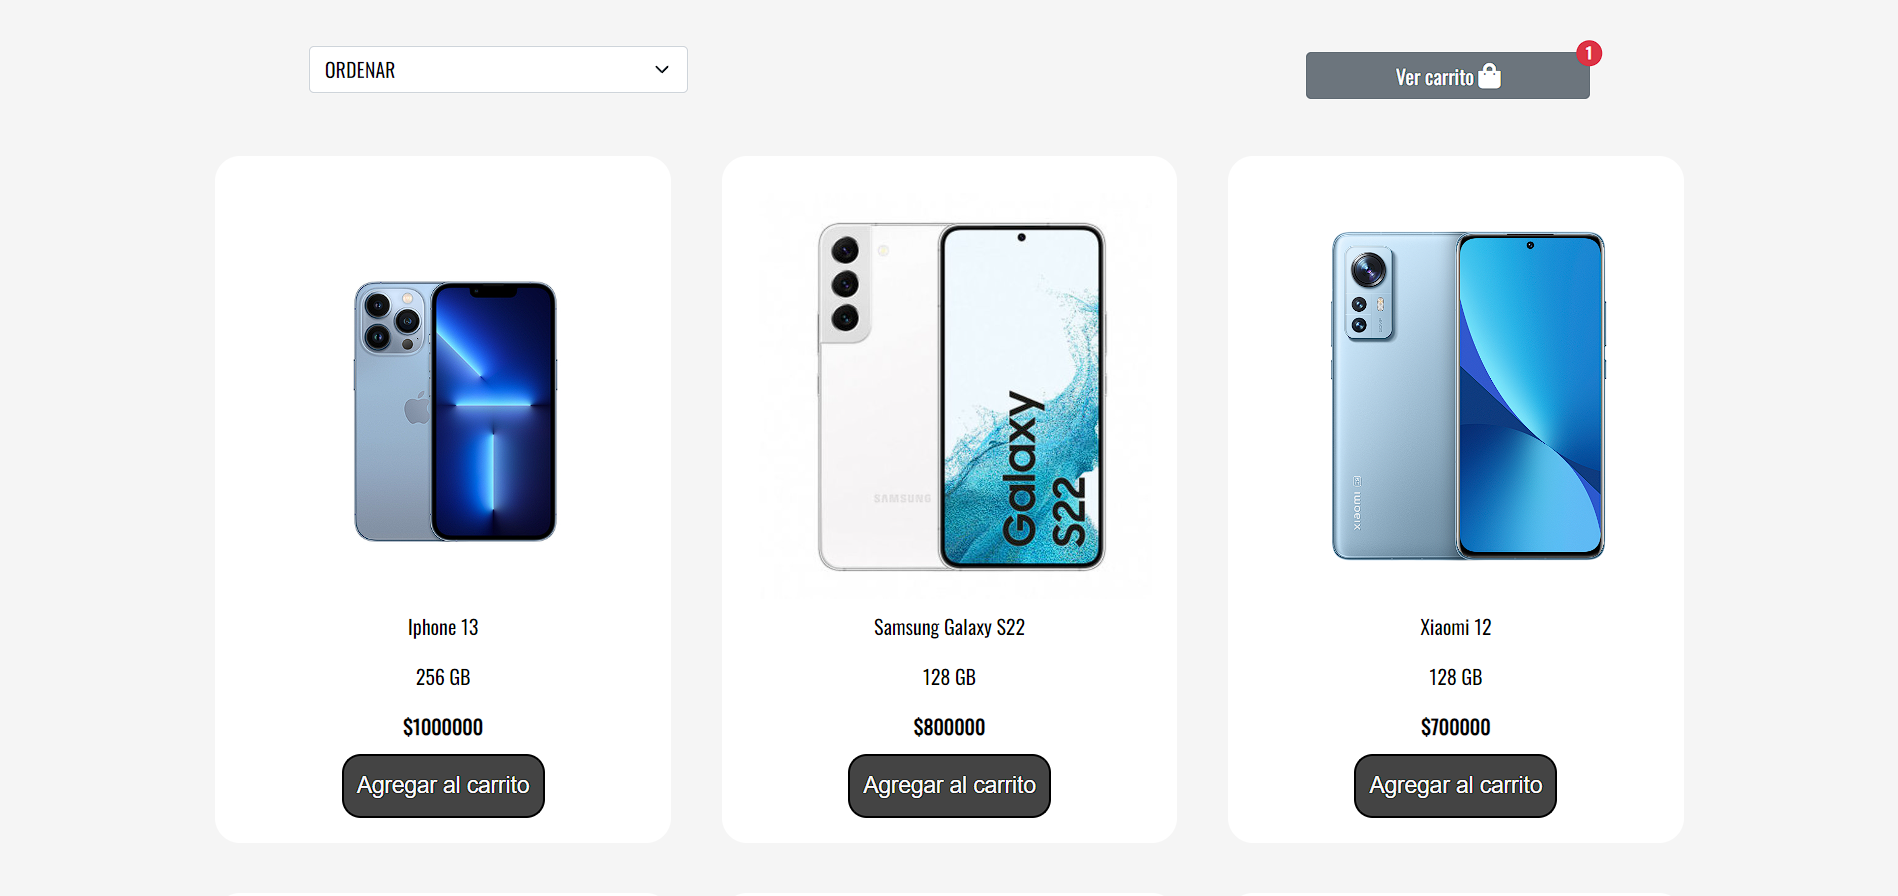 ORDENAR
Ver carrito
1
SAMSUNG
Galaxy
S22
xiaomi
Iphone 13
256 GB
$1000000
Agregar al carrito
Samsung Galaxy S22
128 GB
$800000
Agregar al carrito
Xiaomi 12
128 GB
$700000
Agregar al carrito